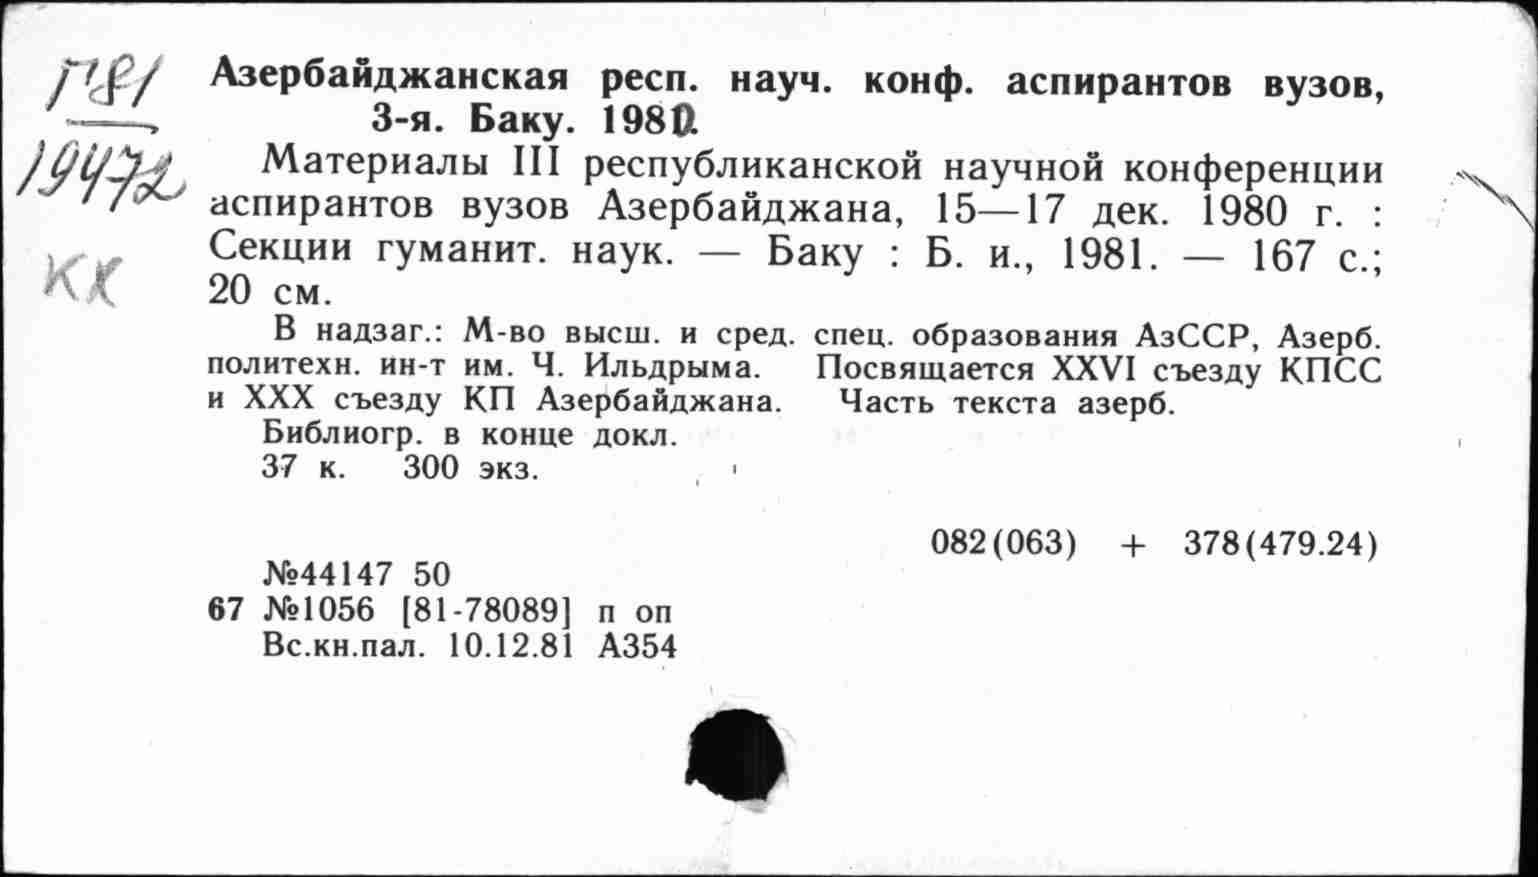 П81
19472
КХ
Азербайджанская респ. науч. конф. аспирантов вузов,
3-я. Баку. 1980.
Материалы III республиканской научной конференции
аспирантов вузов Азербайджана, 15—17 дек. 1980 г. :
Секции гуманит. наук. — Баку : Б. и., 1981. — 167 с.;
20 см.
В надзаг.: М-во высш. и сред. спец. образования АзССР, Азерб.
политехн. ин-т им. Ч. Ильдрыма. Посвящается XXVI съезду КПСС
и XXX съезду КП Азербайджана. Часть текста азерб.
Библиогр. в конце докл.
37 к. 300 экз.
082(063) + 378(479.24)
№44147 50
67 №1056 [81-78089] п оп
Вс.кн.пал. 10.12.81 А354